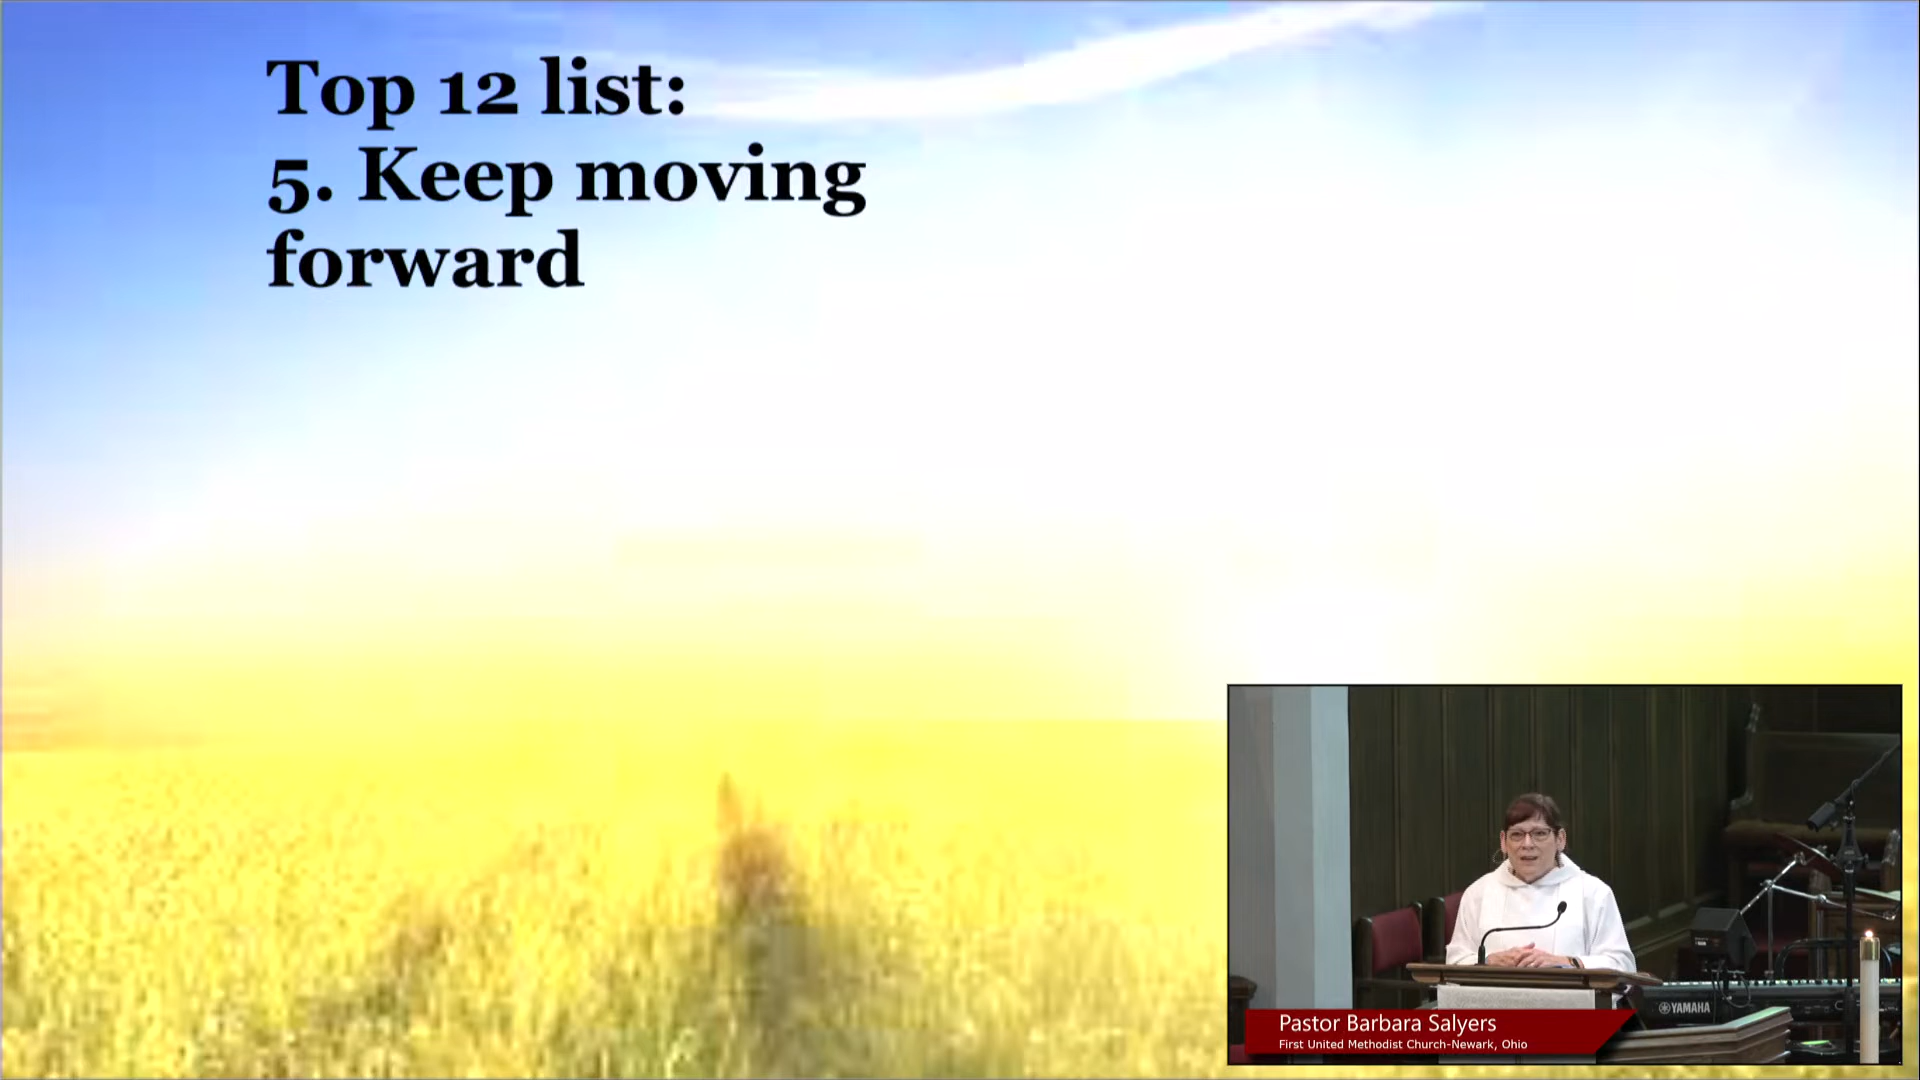 Top 12 list:
5. Keep moving
forward
YAMAHA
Pastor Barbara Salyers
First United Methodist Church-Newark, Ohio